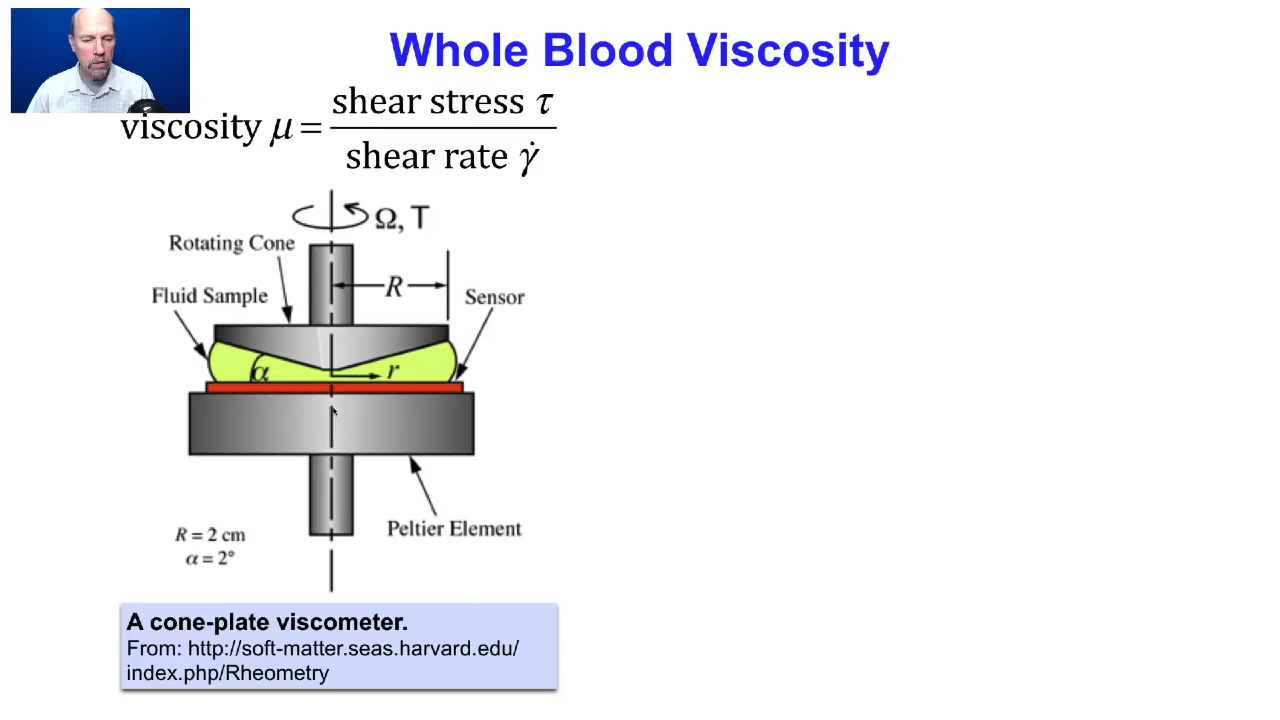 Whole Blood Viscosity
viscosity μ = shear stress τ
shear rate γ̇
Ω, T
Rotating Cone
R
Fluid Sample
Sensor
α
r
Peltier Element
R = 2 cm
α = 2°
A cone-plate viscometer.
From: http://soft-matter.seas.harvard.edu/
index.php/Rheometry